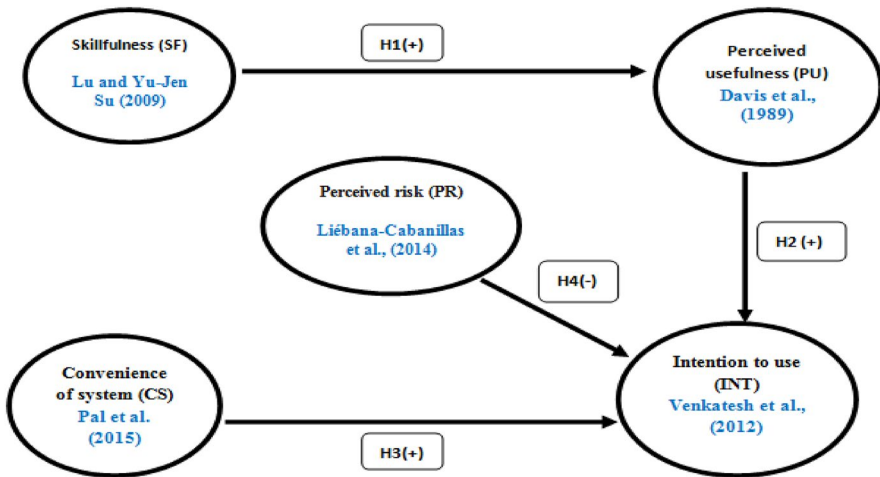 Skillfulness (SF)
Lu and Yu-Jen
Su (2009)
H1(+)
Perceived
usefulness (PU)
Davis et al.,
(1989)
Perceived risk (PR)
Liébana-Cabanillas
et al., (2014)
H2 (+)
H4(-)
Convenience
of system (CS)
Pal et al.
(2015)
H3(+)
Intention to use
(INT)
Venkatesh et al.,
(2012)